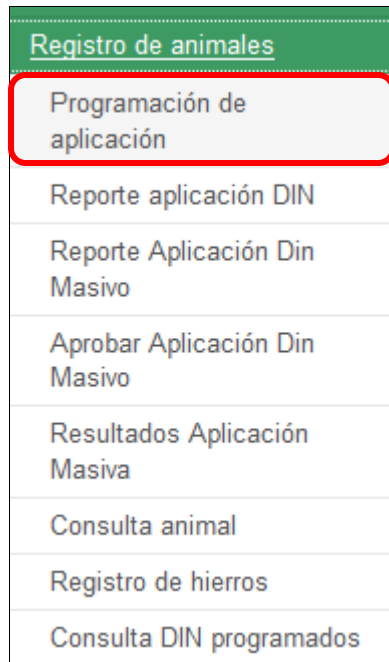 Registro de animales
Programación de
aplicación
Reporte aplicación DIN
Reporte Aplicación Din
Masivo
Aprobar Aplicación Din
Masivo
Resultados Aplicación
Masiva
Consulta animal
Registro de hierros
Consulta DIN programados